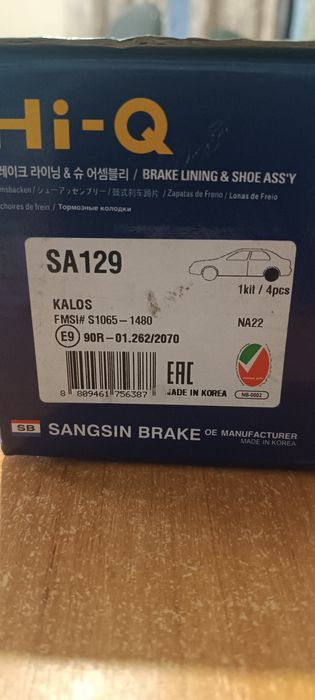 Hi-Q
레이크 라이닝 & 슈 어셈블리 / BRAKE LINING & SHOE ASS'Y
msbacken / シューアッセンブリー / 鼓式刹车蹄片 / Zapatas de Freno / Lonas de Freio
choires de frein / Тормозные колодки
SA129
1kit / 4pcs
KALOS
FMSI# S1065-1480
NA22
E9 90R-01.262/2070
8 809461 756387
EAC
MADE IN KOREA
NB-0002
SB SANGSIN BRAKE OE MANUFACTURER
MADE IN KOREA